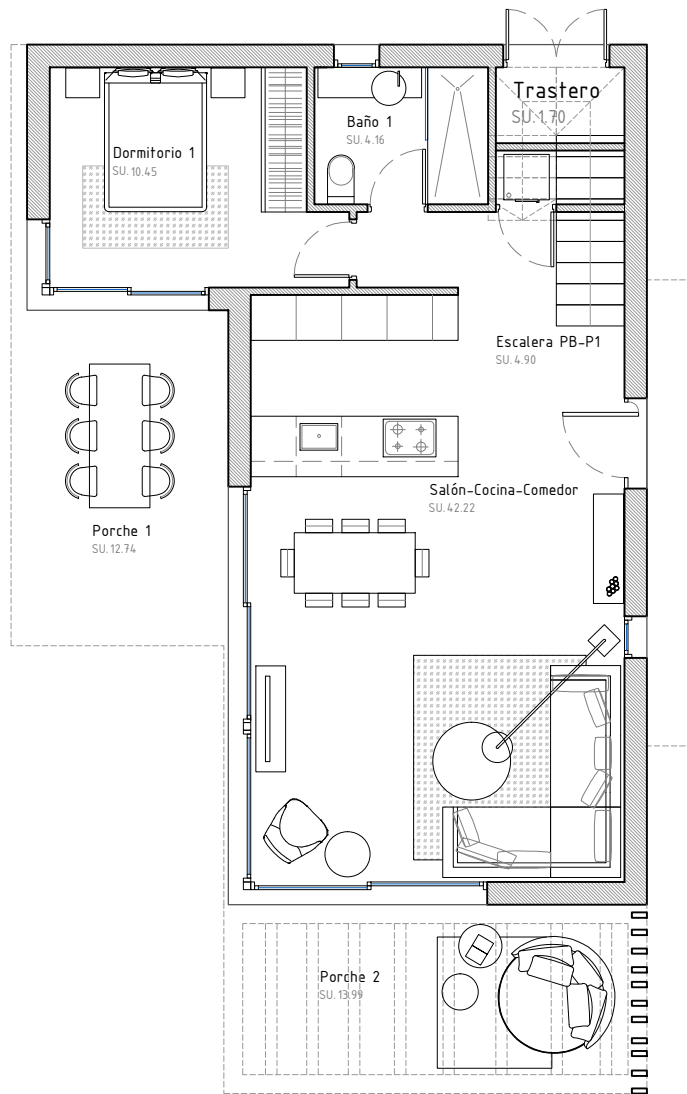 Trastero
SU. 1.70
Baño 1
SU. 4.16
Dormitorio 1
SU. 10.45
Escalera PB-P1
SU. 4.90
Salón-Cocina-Comedor
SU. 42.22
Porche 1
SU. 12.74
Porche 2
SU. 13.99